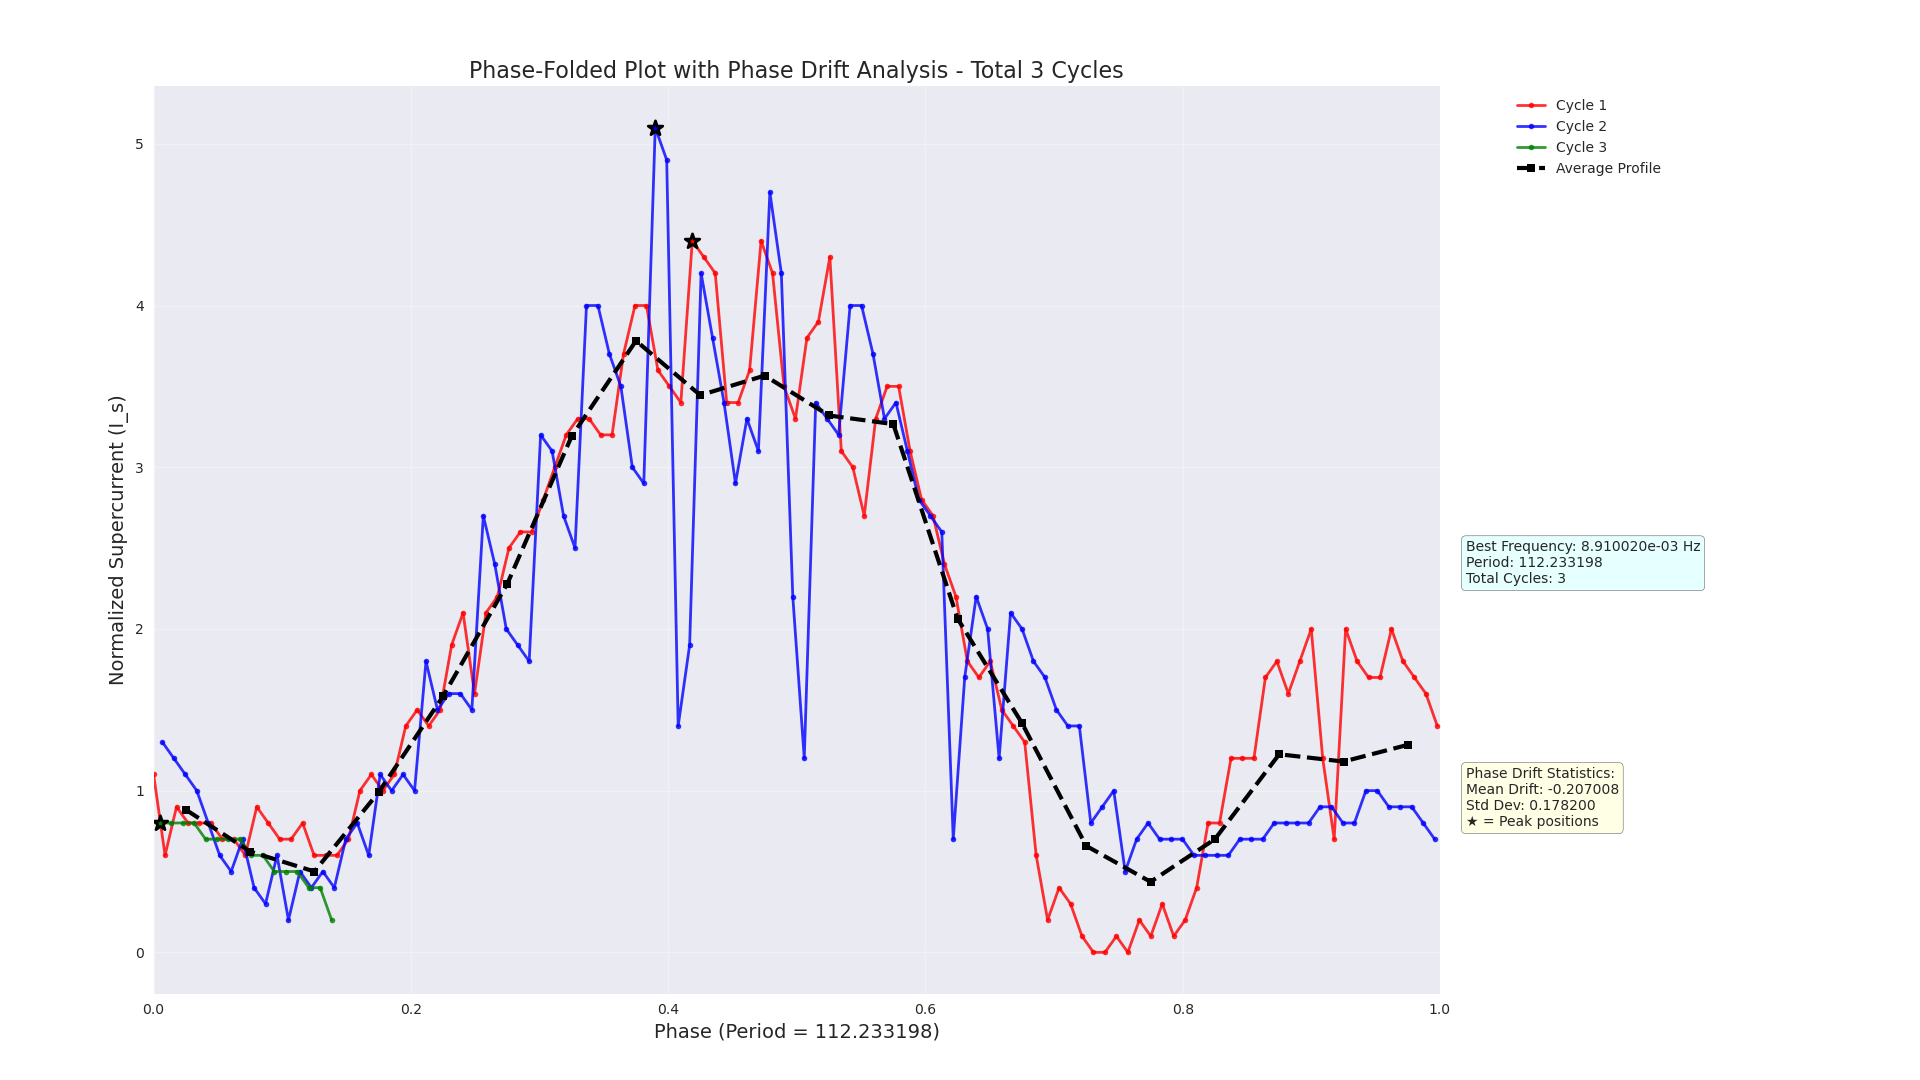 Phase-Folded Plot with Phase Drift Analysis - Total 3 Cycles
Normalized Supercurrent (I_s)
5
4
3
2
1
0
0.0
0.2
0.4
0.6
0.8
1.0
Phase (Period = 112.233198)
Cycle 1
Cycle 2
Cycle 3
Average Profile
Best Frequency: 8.910020e-03 Hz
Period: 112.233198
Total Cycles: 3
Phase Drift Statistics:
Mean Drift: -0.207008
Std Dev: 0.178200
★ = Peak positions